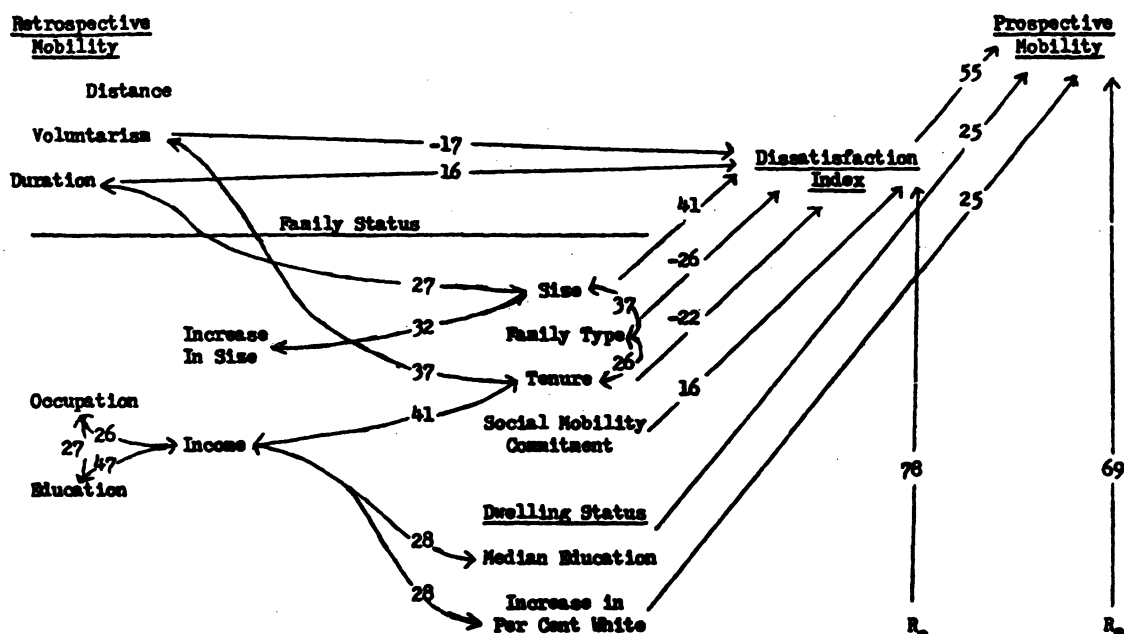 Retrospective
Mobility
Prospective
Mobility
55
Distance
Voluntarism
-17
25
Dissatisfaction
Index
Duration
16
25
41
Family Status
-26
27
Size
37
-22
32
Increase
In Size
Family Type
26
37
Tenure
16
Occupation
41
Social Mobility
Commitment
27
26
Income
47
78
69
Education
Dwelling Status
28
Median Education
28
Increase in
Per Cent White